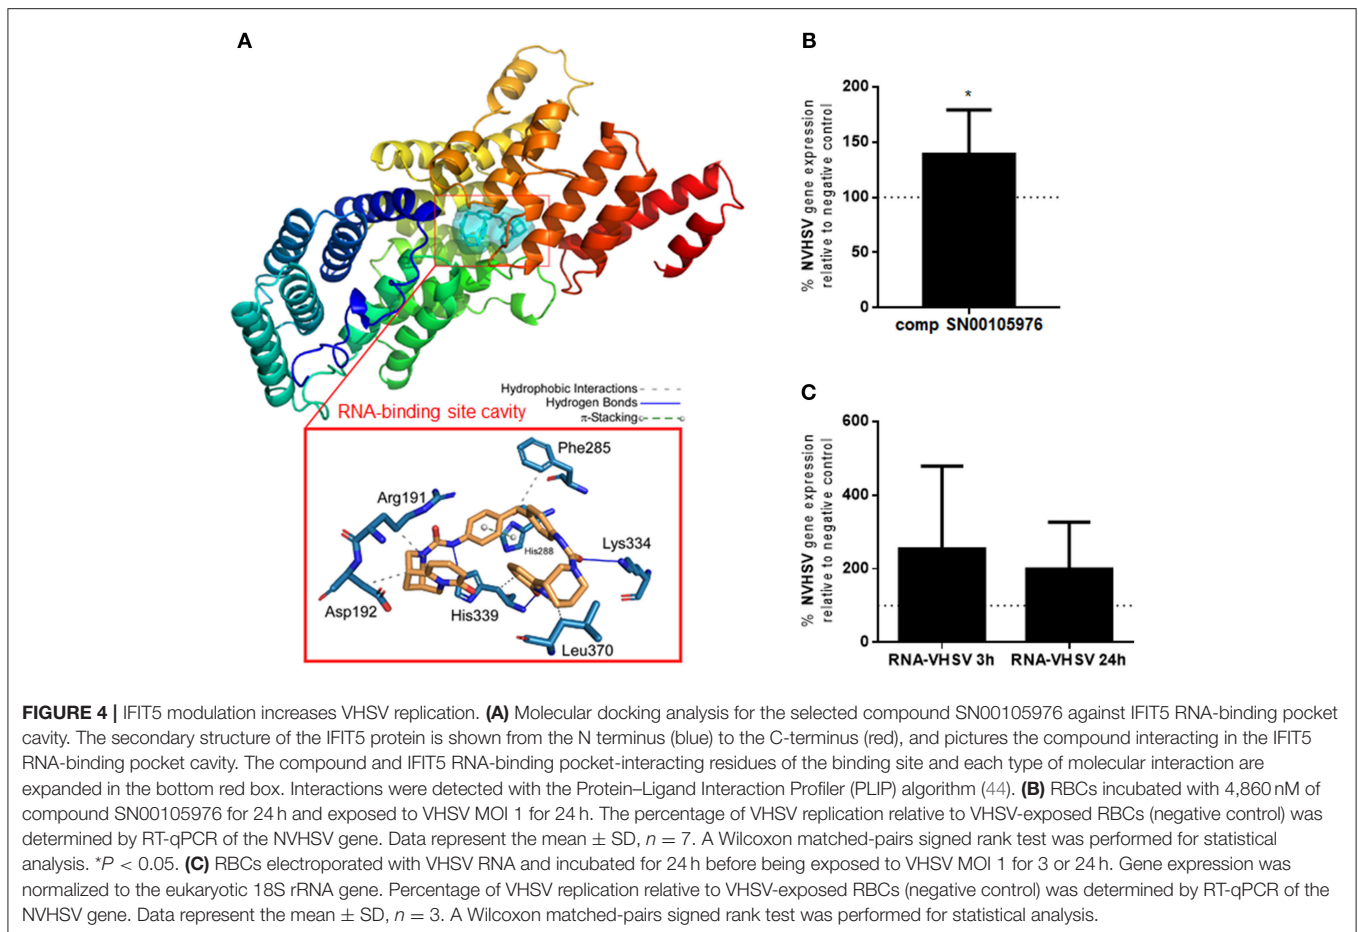 A
Hydrophobic Interactions
Hydrogen Bonds
π-Stacking
RNA-binding site cavity
Phe285
Arg191
His288
Lys334
Asp192
His339
Leu370
B
% NVHSV gene expression
relative to negative control
200
150
100
50
0
*
comp SN00105976
C
% NVHSV gene expression
relative to negative control
600
400
200
0
RNA-VHSV 3h RNA-VHSV 24h
FIGURE 4 | IFIT5 modulation increases VHSV replication. (A) Molecular docking analysis for the selected compound SN00105976 against IFIT5 RNA-binding pocket
cavity. The secondary structure of the IFIT5 protein is shown from the N terminus (blue) to the C-terminus (red), and pictures the compound interacting in the IFIT5
RNA-binding pocket cavity. The compound and IFIT5 RNA-binding pocket-interacting residues of the binding site and each type of molecular interaction are
expanded in the bottom red box. Interactions were detected with the Protein–Ligand Interaction Profiler (PLIP) algorithm (44). (B) RBCs incubated with 4,860 nM of
compound SN00105976 for 24 h and exposed to VHSV MOI 1 for 24 h. The percentage of VHSV replication relative to VHSV-exposed RBCs (negative control) was
determined by RT-qPCR of the NVHSV gene. Data represent the mean ± SD, n = 7. A Wilcoxon matched-pairs signed rank test was performed for statistical
analysis. *P < 0.05. (C) RBCs electroporated with VHSV RNA and incubated for 24 h before being exposed to VHSV MOI 1 for 3 or 24 h. Gene expression was
normalized to the eukaryotic 18S rRNA gene. Percentage of VHSV replication relative to VHSV-exposed RBCs (negative control) was determined by RT-qPCR of the
NVHSV gene. Data represent the mean ± SD, n = 3. A Wilcoxon matched-pairs signed rank test was performed for statistical analysis.